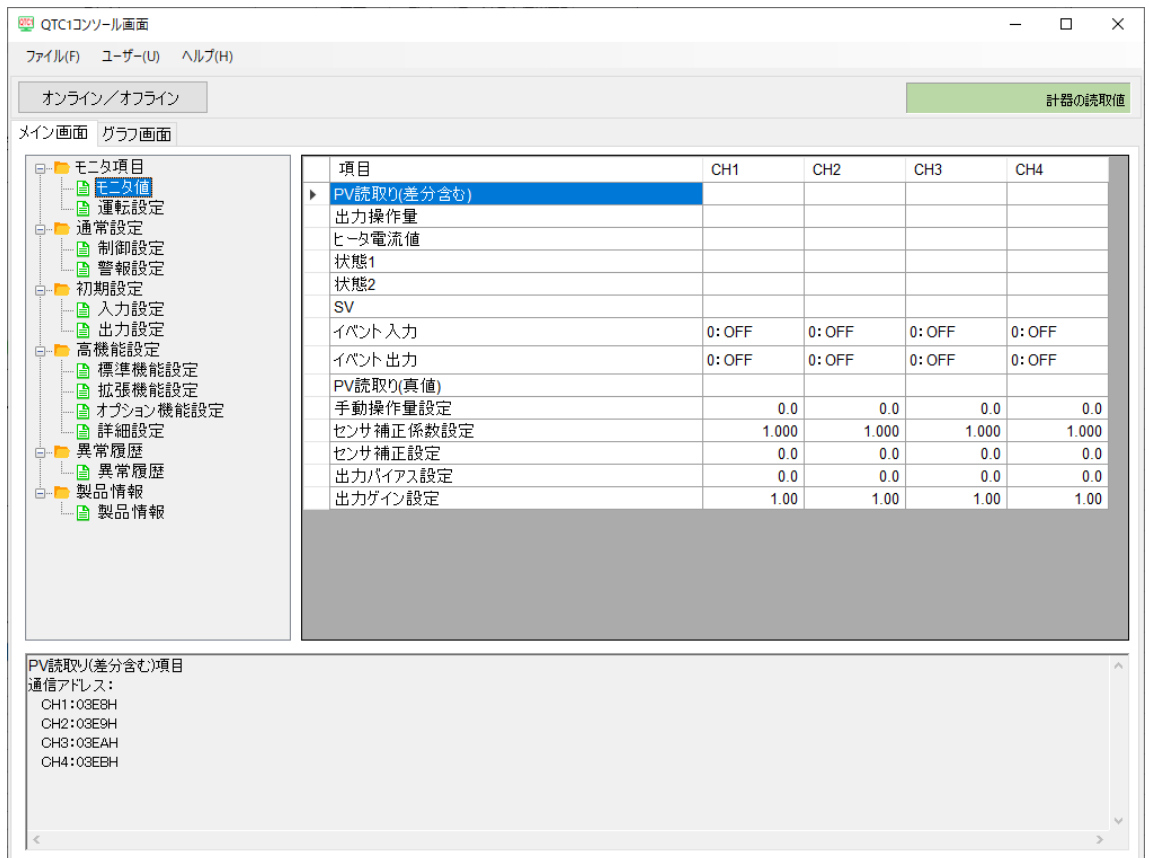 QTC1コンソール画面
ファイル(F) ユーザー(U) ヘルプ(H)
オンライン/オフライン
計器の読取値
メイン画面 グラフ画面
モニタ項目
モニタ値
運転設定
通常設定
制御設定
警報設定
初期設定
入力設定
出力設定
高機能設定
標準機能設定
拡張機能設定
オプション機能設定
詳細設定
異常履歴
異常履歴
製品情報
製品情報
項目 CH1 CH2 CH3 CH4
PV読取り(差分含む)
出力操作量
ヒータ電流値
状態1
状態2
SV
イベント入力 0:OFF 0:OFF 0:OFF 0:OFF
イベント出力 0:OFF 0:OFF 0:OFF 0:OFF
PV読取り(真値)
手動操作量設定 0.0 0.0 0.0 0.0
センサ補正係数設定 1.000 1.000 1.000 1.000
センサ補正設定 0.0 0.0 0.0 0.0
出力バイアス設定 0.0 0.0 0.0 0.0
出力ゲイン設定 1.00 1.00 1.00 1.00
PV読取り(差分含む)項目
通信アドレス:
CH1:03E8H
CH2:03E9H
CH3:03EAH
CH4:03EBH